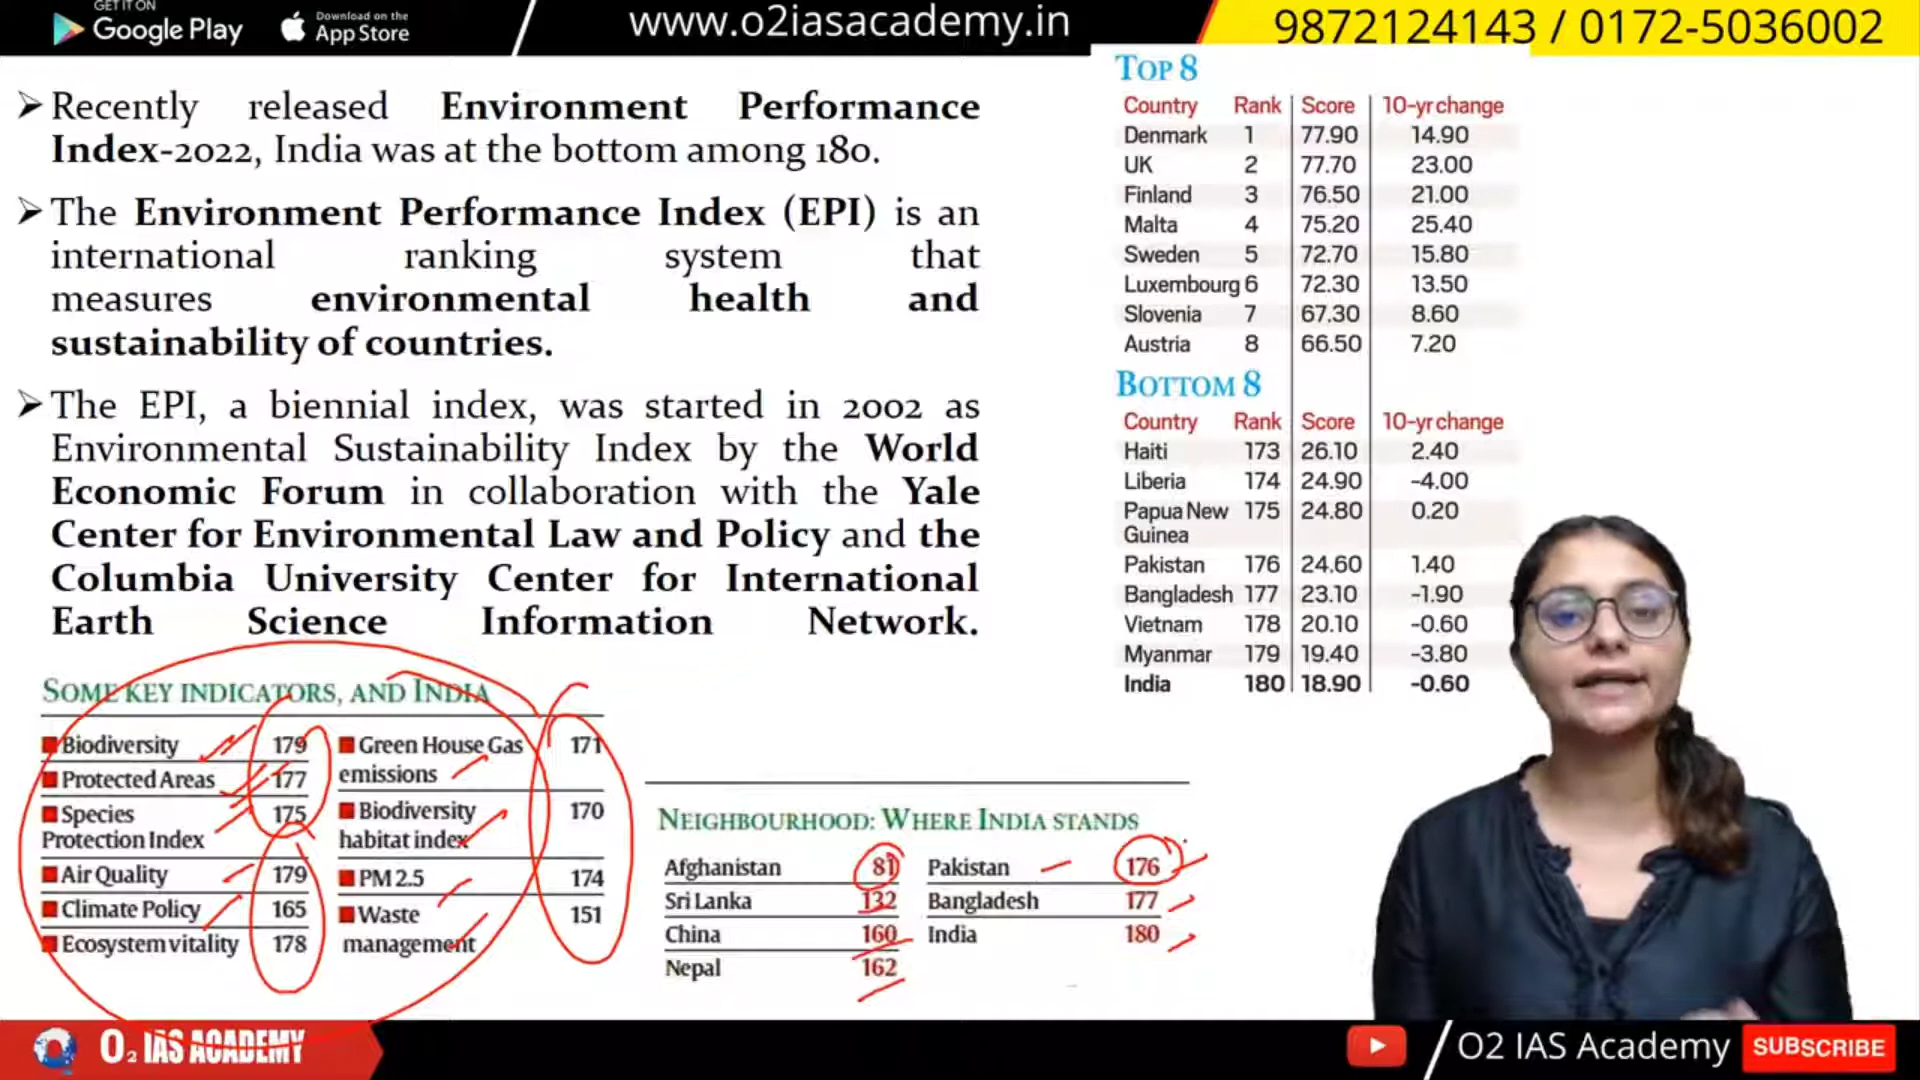 GET IT ON
Google Play
Download on the
App Store
www.o2iasacademy.in
9872124143 / 0172-5036002
➤ Recently released Environment Performance
Index-2022, India was at the bottom among 180.
➤ The Environment Performance Index (EPI) is an
international ranking system that
measures environmental health and
sustainability of countries.
➤ The EPI, a biennial index, was started in 2002 as
Environmental Sustainability Index by the World
Economic Forum in collaboration with the Yale
Center for Environmental Law and Policy and the
Columbia University Center for International
Earth Science Information Network.
TOP 8
Country Rank Score 10-yr change
Denmark 1 77.90 14.90
UK 2 77.70 23.00
Finland 3 76.50 21.00
Malta 4 75.20 25.40
Sweden 5 72.70 15.80
Luxembourg 6 72.30 13.50
Slovenia 7 67.30 8.60
Austria 8 66.50 7.20
BOTTOM 8
Country Rank Score 10-yr change
Haiti 173 26.10 2.40
Liberia 174 24.90 -4.00
Papua New 175 24.80 0.20
Guinea
Pakistan 176 24.60 1.40
Bangladesh 177 23.10 -1.90
Vietnam 178 20.10 -0.60
Myanmar 179 19.40 -3.80
India 180 18.90 -0.60
SOME KEY INDICATORS, AND INDIA
Biodiversity 179
Protected Areas 177
Species 175
Protection Index
Air Quality 179
Climate Policy 165
Ecosystem vitality 178
Green House Gas 171
emissions
Biodiversity 170
habitat index
PM 2.5 174
Waste 151
management
NEIGHBOURHOOD: WHERE INDIA STANDS
Afghanistan 81
Sri Lanka 132
China 160
Nepal 162
Pakistan 176
Bangladesh 177
India 180
O2 IAS ACADEMY
O2 IAS Academy
SUBSCRIBE